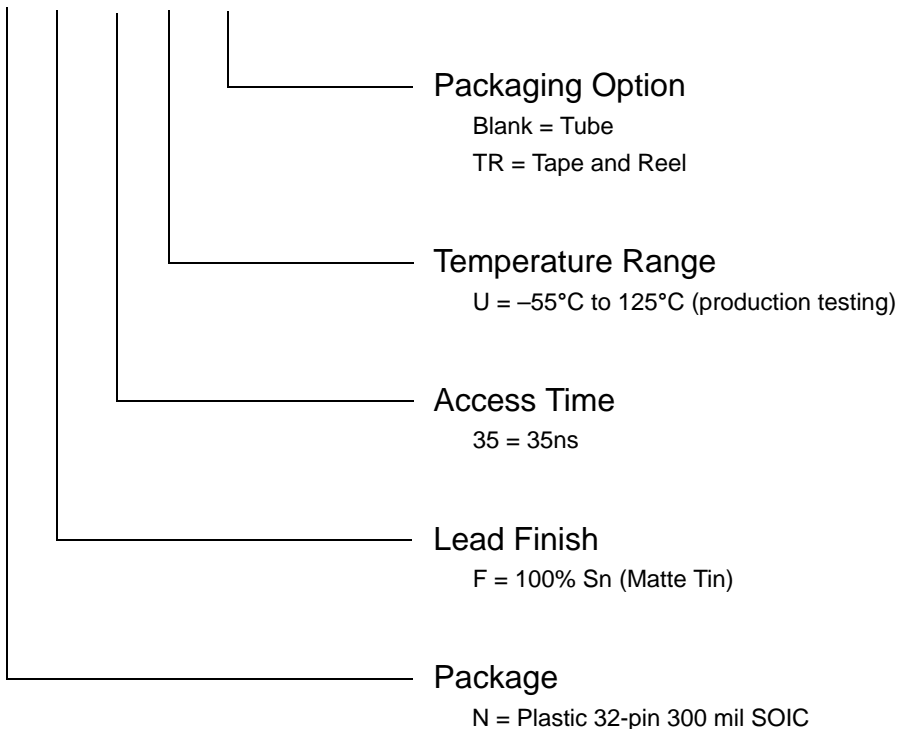 Packaging Option
Blank = Tube
TR = Tape and Reel
Temperature Range
U = –55°C to 125°C (production testing)
Access Time
35 = 35ns
Lead Finish
F = 100% Sn (Matte Tin)
Package
N = Plastic 32-pin 300 mil SOIC